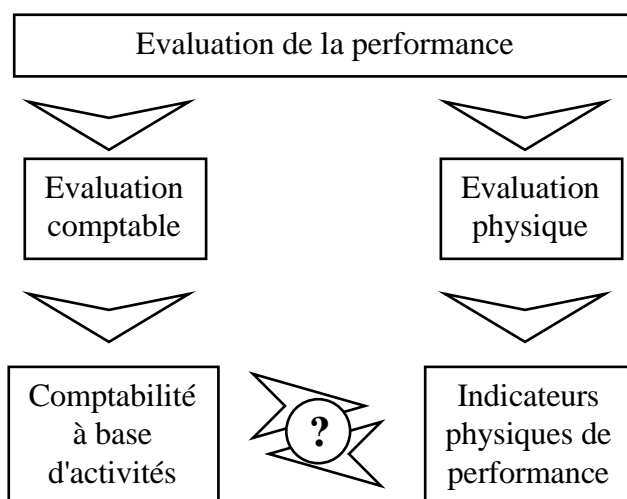 Evaluation de la performance
Evaluation
comptable
Evaluation
physique
Comptabilité
à base
d'activités
?
Indicateurs
physiques de
performance